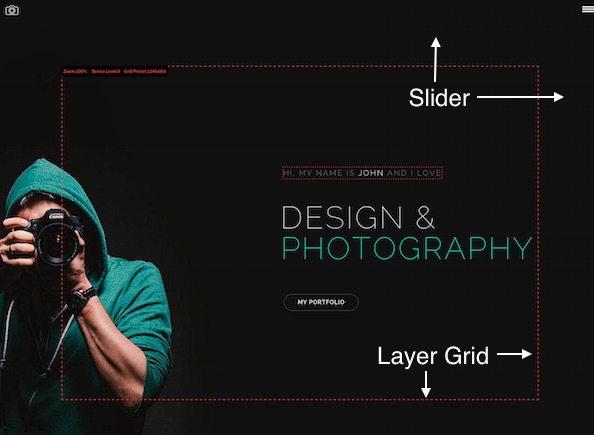 Zoom:100% Device Level:0 Grid Preset:1240x868
Slider
HI. MY NAME IS JOHN AND I LOVE
Canon
DESIGN &
PHOTOGRAPHY
MY PORTFOLIO
Layer Grid